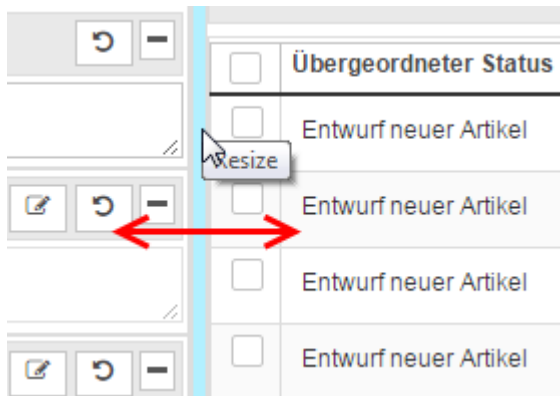 Übergeordneter Status
Entwurf neuer Artikel
Resize
Entwurf neuer Artikel
Entwurf neuer Artikel
Entwurf neuer Artikel